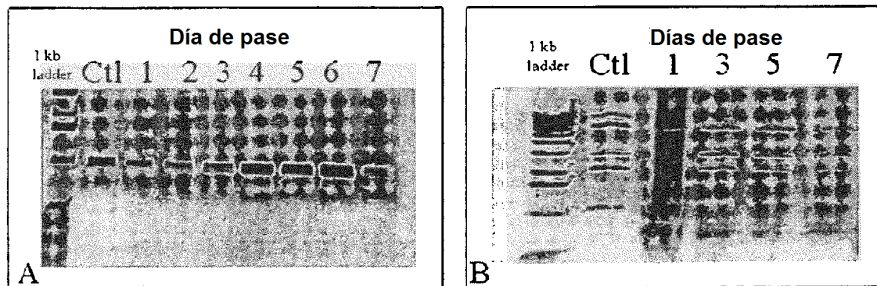 Día de pase
1 kb
ladder Ctl 1 2 3 4 5 6 7
A
Días de pase
1 kb
ladder Ctl 1 3 5 7
B